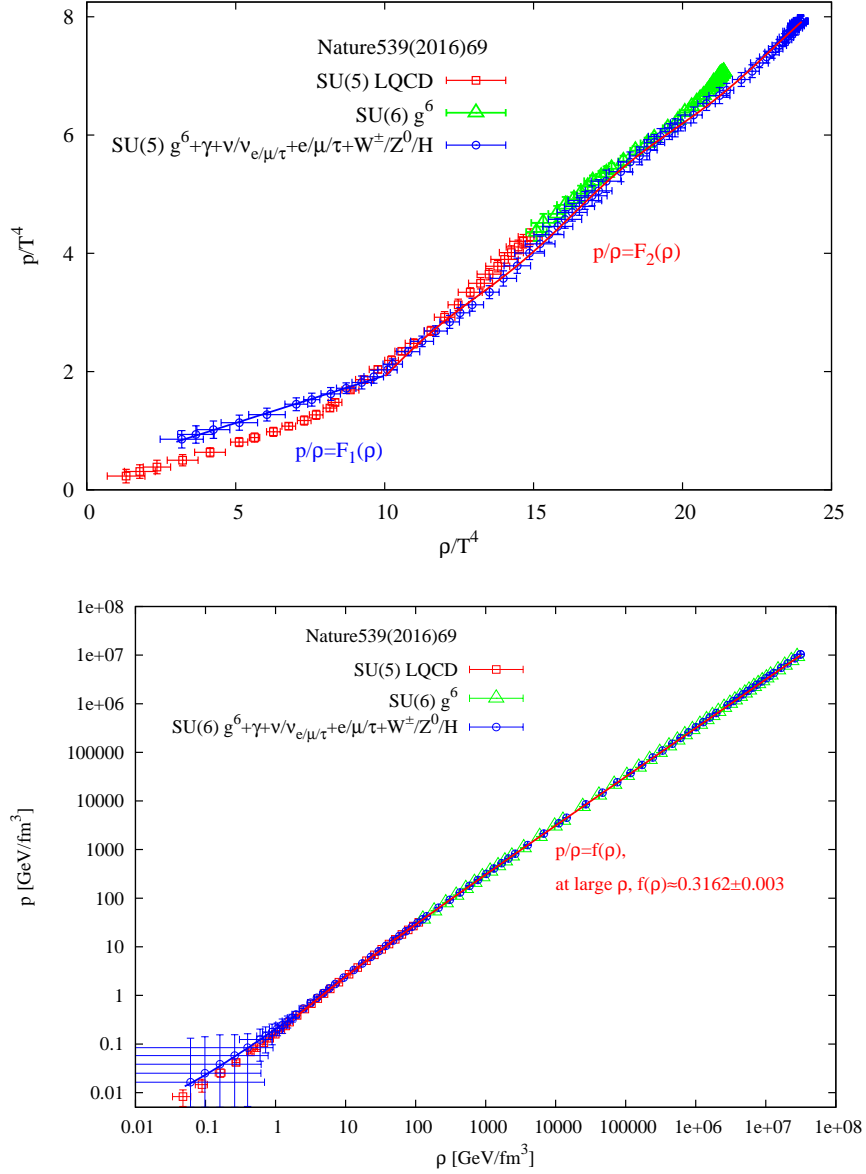 8
6
4
2
0
p/T⁴
Nature539(2016)69
SU(5) LQCD
SU(6) g⁶
SU(5) g⁶+γ+ν/ν_e/μ/τ+e/μ/τ+W^±/Z⁰/H
p/ρ=F₂(ρ)
p/ρ=F₁(ρ)
0 5 10 15 20 25
ρ/T⁴
1e+08
1e+07
1e+06
100000
10000
1000
100
10
1
0.1
0.01
p [GeV/fm³]
Nature539(2016)69
SU(5) LQCD
SU(6) g⁶
SU(6) g⁶+γ+ν/ν_e/μ/τ+e/μ/τ+W^±/Z⁰/H
p/ρ=f(ρ),
at large ρ, f(ρ)≈0.3162±0.003
0.01 0.1 1 10 100 1000 10000 100000 1e+06 1e+07 1e+08
ρ [GeV/fm³]